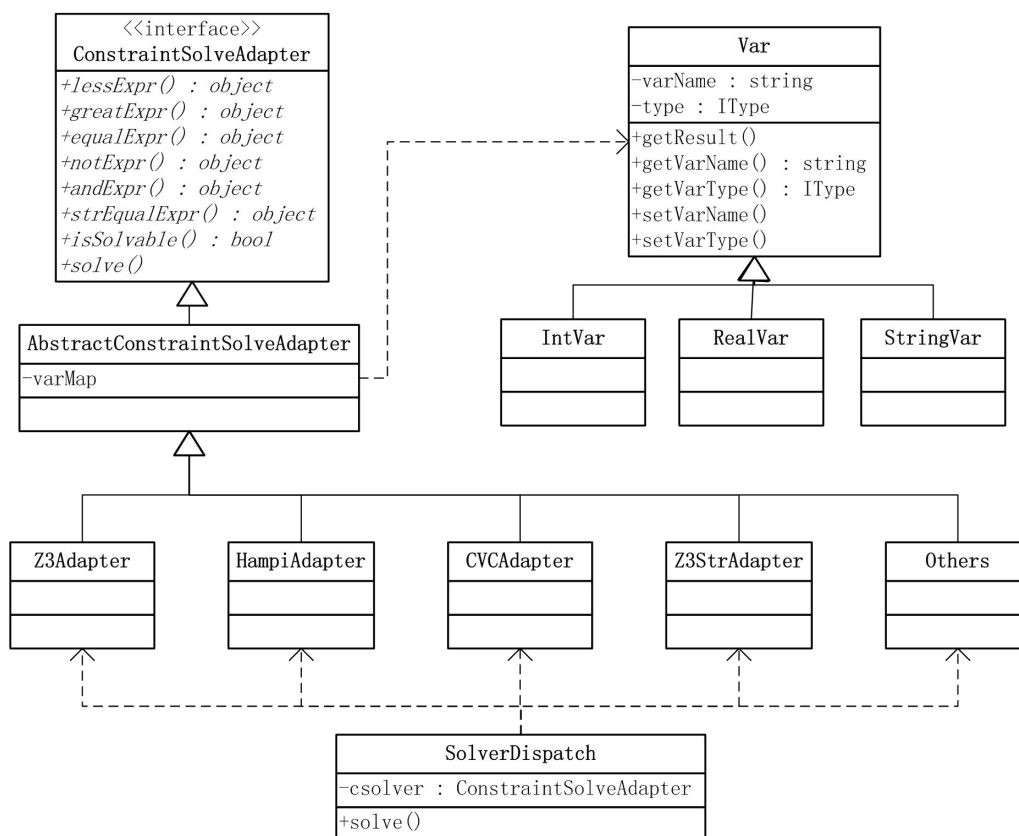 <<interface>>
ConstraintSolveAdapter
+lessExpr() : object
+greatExpr() : object
+equalExpr() : object
+notExpr() : object
+andExpr() : object
+strEqualExpr() : object
+isSolvable() : bool
+solve()
Var
-varName : string
-type : IType
+getResult()
+getVarName() : string
+getVarType() : IType
+setVarName()
+setVarType()
AbstractConstraintSolveAdapter
-varMap
IntVar
RealVar
StringVar
Z3Adapter
HampiAdapter
CVCAdapter
Z3StrAdapter
Others
SolverDispatch
-csolver : ConstraintSolveAdapter
+solve()